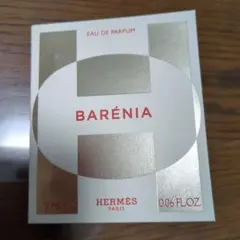 EAU DE PARFUM
BARÉNIA
HERMÈS
PARIS
0.06 FL.OZ.